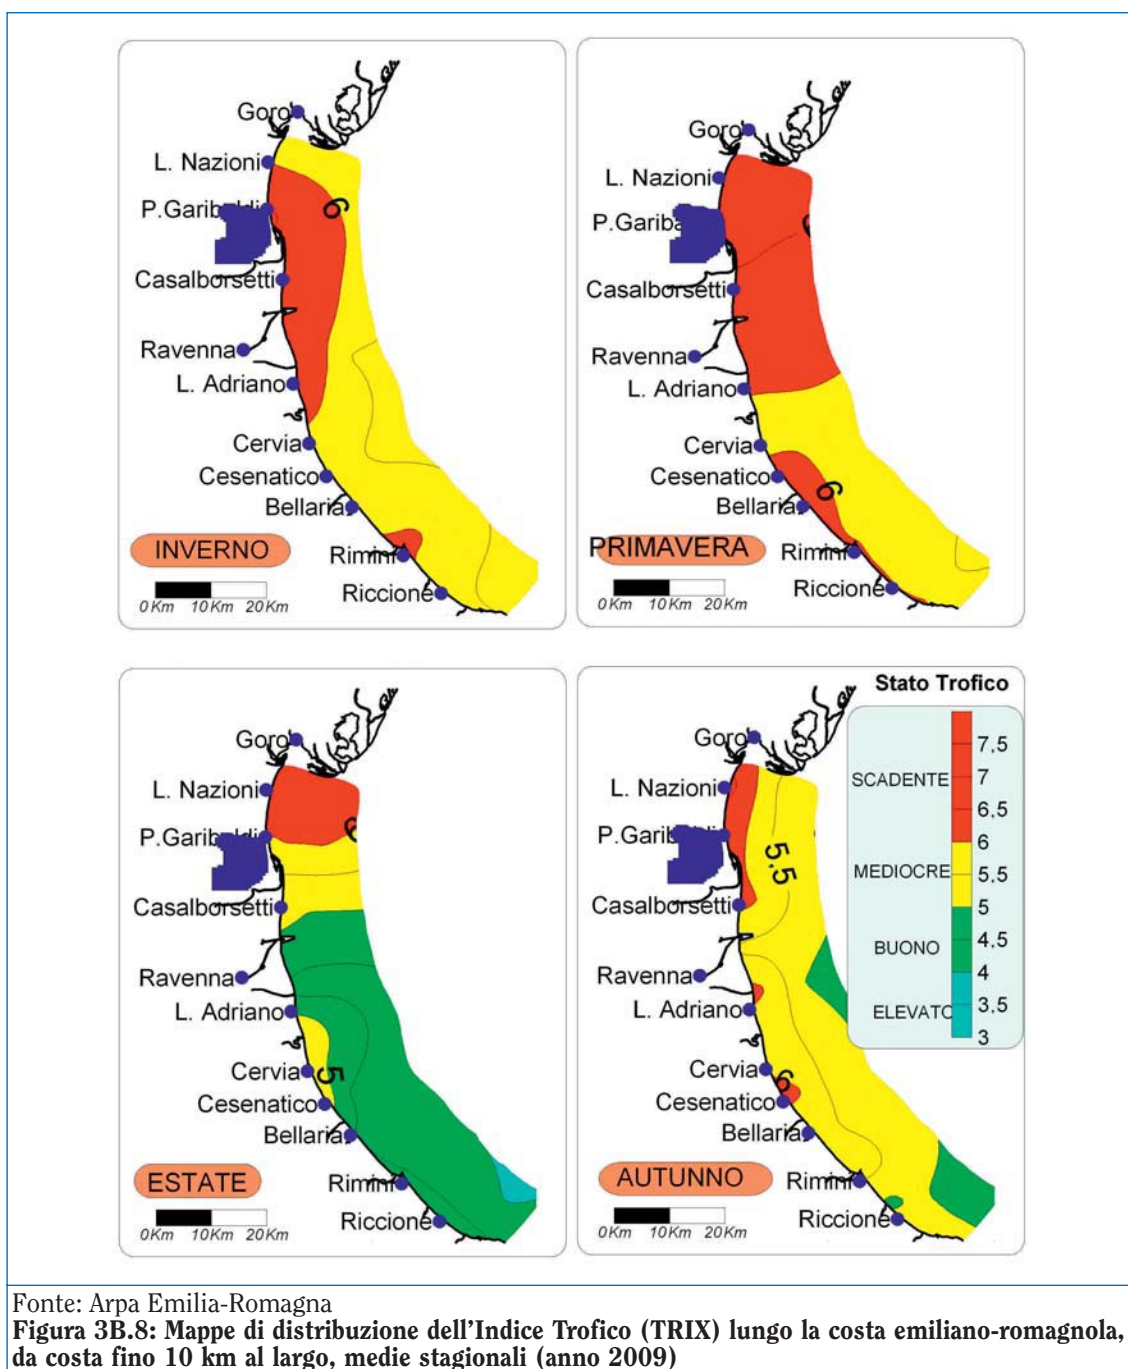 Goro
L. Nazioni
P.Garibaldi
6
Casalborsetti
Ravenna
L. Adriano
Cervia
Cesenatico
Bellaria
INVERNO
Rimini
Riccione
0Km 10Km 20Km
Goro
L. Nazioni
P.Gariba
Casalborsetti
Ravenna
L. Adriano
Cervia
Cesenatico
6
Bellaria
PRIMAVERA
Rimini
Riccione
0Km 10Km 20Km
Goro
L. Nazioni
P.Garibaldi
6
Casalborsetti
Ravenna
L. Adriano
Cervia
5
Cesenatico
Bellaria
ESTATE
Rimini
Riccione
0Km 10Km 20Km
Stato Trofico
7,5
SCADENTE
7
6,5
6
MEDIOCRE
5,5
5
BUONO
4,5
4
ELEVATO
3,5
3
Goro
L. Nazioni
P.Garibaldi
5.5
Casalborsetti
Ravenna
L. Adriano
Cervia
6
Cesenatico
Bellaria
AUTUNNO
Rimini
Riccione
0Km 10Km 20Km
Fonte: Arpa Emilia-Romagna
Figura 3B.8: Mappe di distribuzione dell'Indice Trofico (TRIX) lungo la costa emiliano-romagnola,
da costa fino 10 km al largo, medie stagionali (anno 2009)